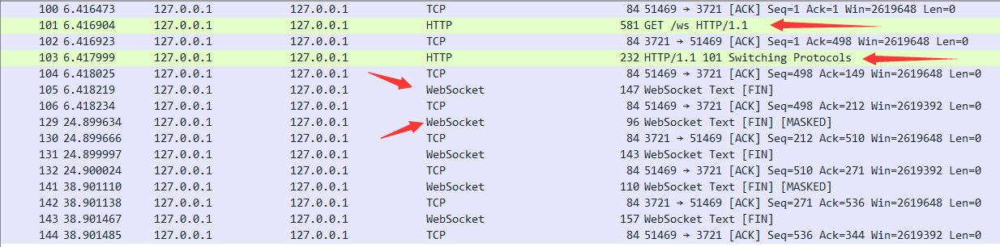 100 6.416473 127.0.0.1 127.0.0.1 TCP 84 51469 → 3721 [ACK] Seq=1 Ack=1 Win=2619648 Len=0
101 6.416904 127.0.0.1 127.0.0.1 HTTP 581 GET /ws HTTP/1.1
102 6.416923 127.0.0.1 127.0.0.1 TCP 84 3721 → 51469 [ACK] Seq=1 Ack=498 Win=2619648 Len=0
103 6.417999 127.0.0.1 127.0.0.1 HTTP 232 HTTP/1.1 101 Switching Protocols
104 6.418025 127.0.0.1 127.0.0.1 TCP 84 51469 → 3721 [ACK] Seq=498 Ack=149 Win=2619648 Len=0
105 6.418219 127.0.0.1 127.0.0.1 WebSocket 147 WebSocket Text [FIN]
106 6.418234 127.0.0.1 127.0.0.1 TCP 84 51469 → 3721 [ACK] Seq=498 Ack=212 Win=2619392 Len=0
129 24.899634 127.0.0.1 127.0.0.1 WebSocket 96 WebSocket Text [FIN] [MASKED]
130 24.899666 127.0.0.1 127.0.0.1 TCP 84 3721 → 51469 [ACK] Seq=212 Ack=510 Win=2619648 Len=0
131 24.899997 127.0.0.1 127.0.0.1 WebSocket 143 WebSocket Text [FIN]
132 24.900024 127.0.0.1 127.0.0.1 TCP 84 51469 → 3721 [ACK] Seq=510 Ack=271 Win=2619392 Len=0
141 38.901110 127.0.0.1 127.0.0.1 WebSocket 110 WebSocket Text [FIN] [MASKED]
142 38.901138 127.0.0.1 127.0.0.1 TCP 84 3721 → 51469 [ACK] Seq=271 Ack=536 Win=2619648 Len=0
143 38.901467 127.0.0.1 127.0.0.1 WebSocket 157 WebSocket Text [FIN]
144 38.901485 127.0.0.1 127.0.0.1 TCP 84 51469 → 3721 [ACK] Seq=536 Ack=344 Win=2619392 Len=0